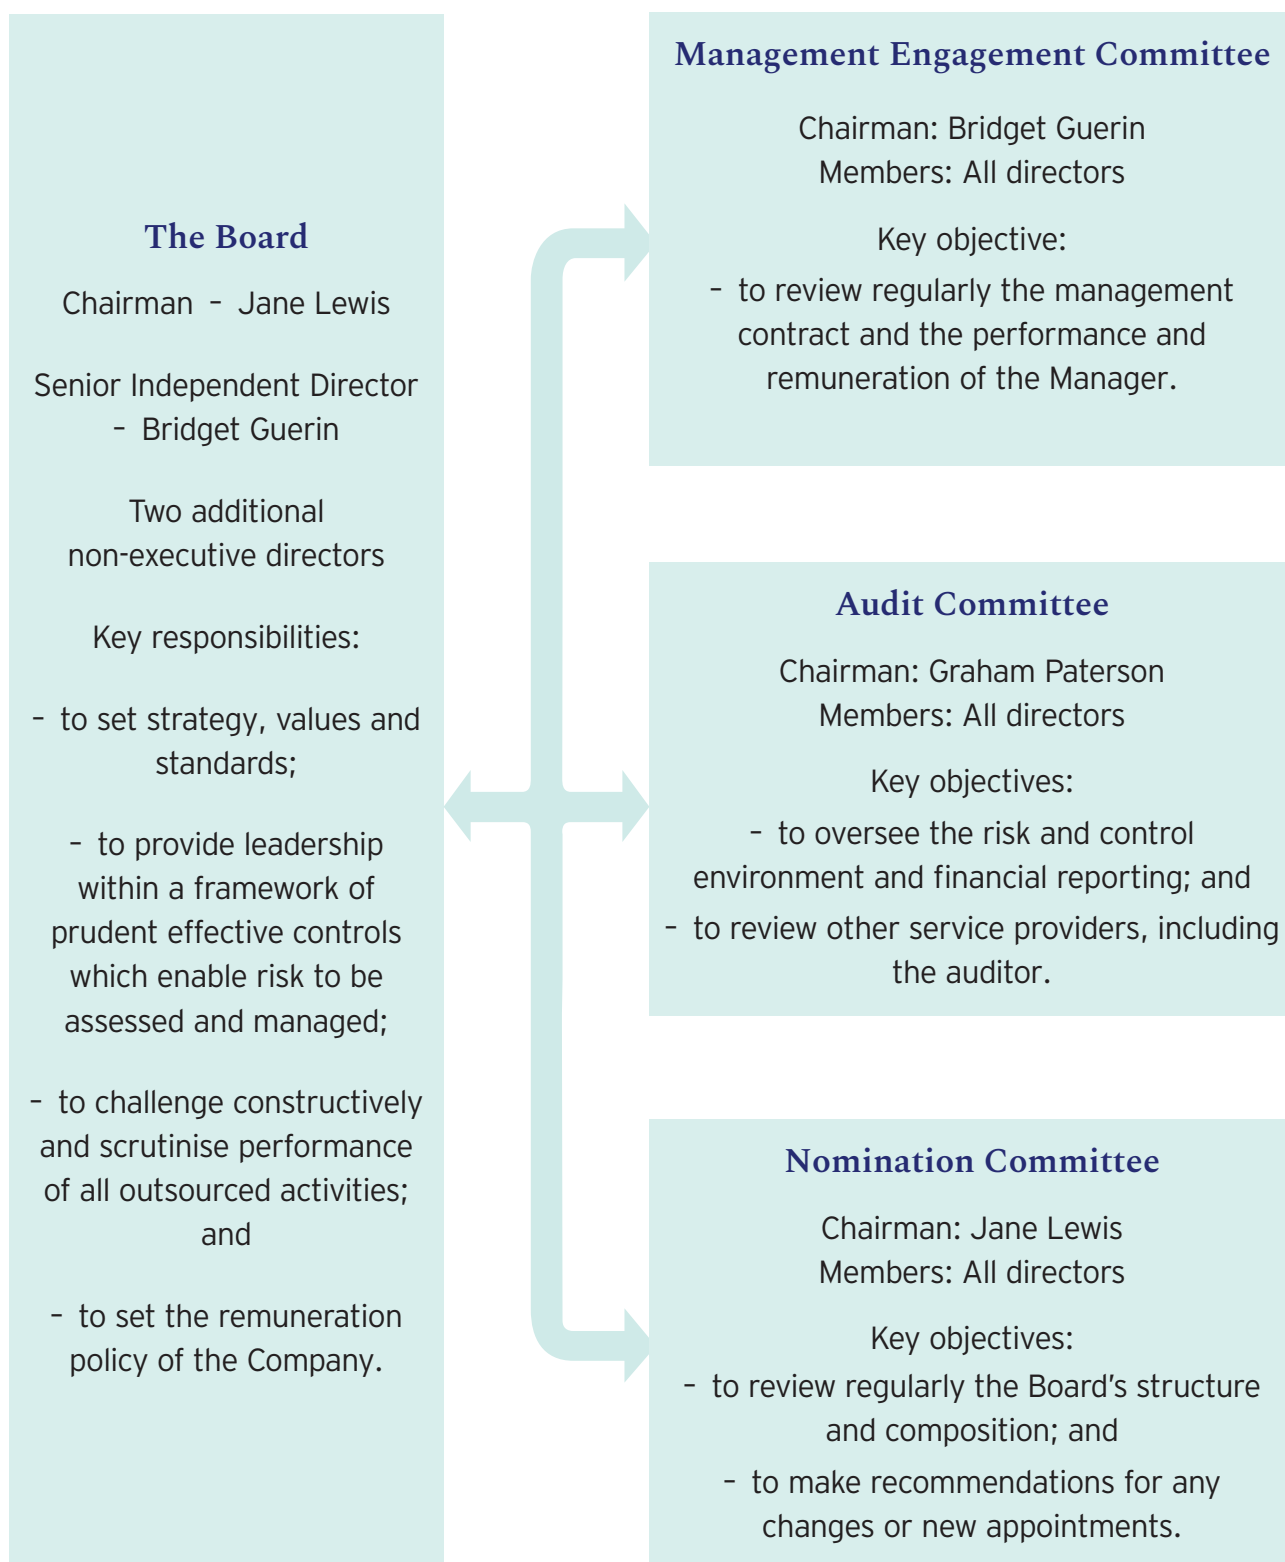 The Board
Chairman – Jane Lewis
Senior Independent Director
– Bridget Guerin
Two additional
non-executive directors
Key responsibilities:
– to set strategy, values and
standards;
– to provide leadership
within a framework of
prudent effective controls
which enable risk to be
assessed and managed;
– to challenge constructively
and scrutinise performance
of all outsourced activities;
and
– to set the remuneration
policy of the Company.
Management Engagement Committee
Chairman: Bridget Guerin
Members: All directors
Key objective:
– to review regularly the management
contract and the performance and
remuneration of the Manager.
Audit Committee
Chairman: Graham Paterson
Members: All directors
Key objectives:
– to oversee the risk and control
environment and financial reporting; and
– to review other service providers, including
the auditor.
Nomination Committee
Chairman: Jane Lewis
Members: All directors
Key objectives:
– to review regularly the Board’s structure
and composition; and
– to make recommendations for any
changes or new appointments.